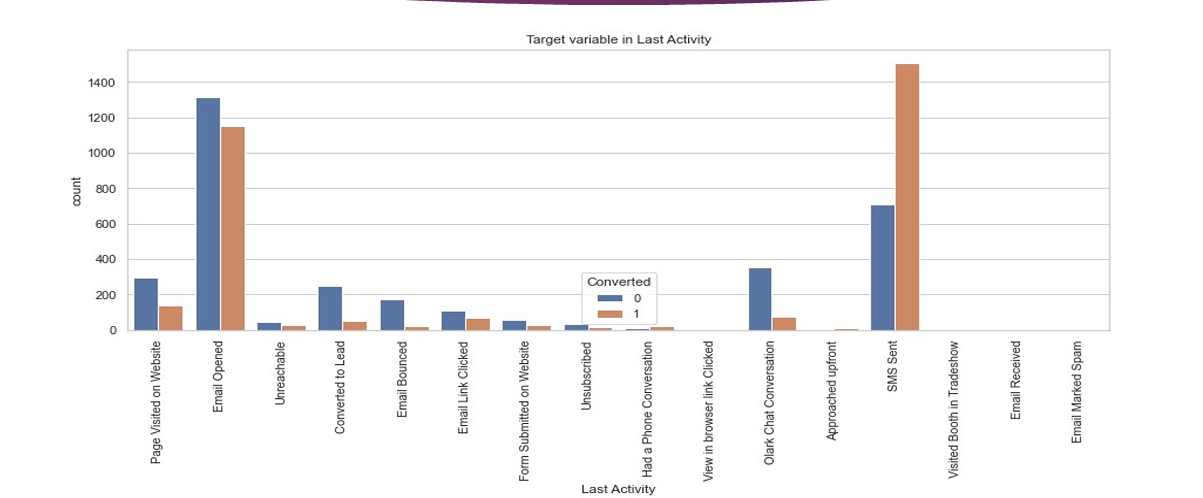 Target variable in Last Activity
1400
1200
1000
800
600
400
200
0
count
Converted
0
1
Page Visited on Website
Email Opened
Unreachable
Converted to Lead
Email Bounced
Email Link Clicked
Form Submitted on Website
Unsubscribed
Had a Phone Conversation
View in browser link Clicked
Olark Chat Conversation
Approached upfront
SMS Sent
Visited Booth in Tradeshow
Email Received
Email Marked Spam
Last Activity